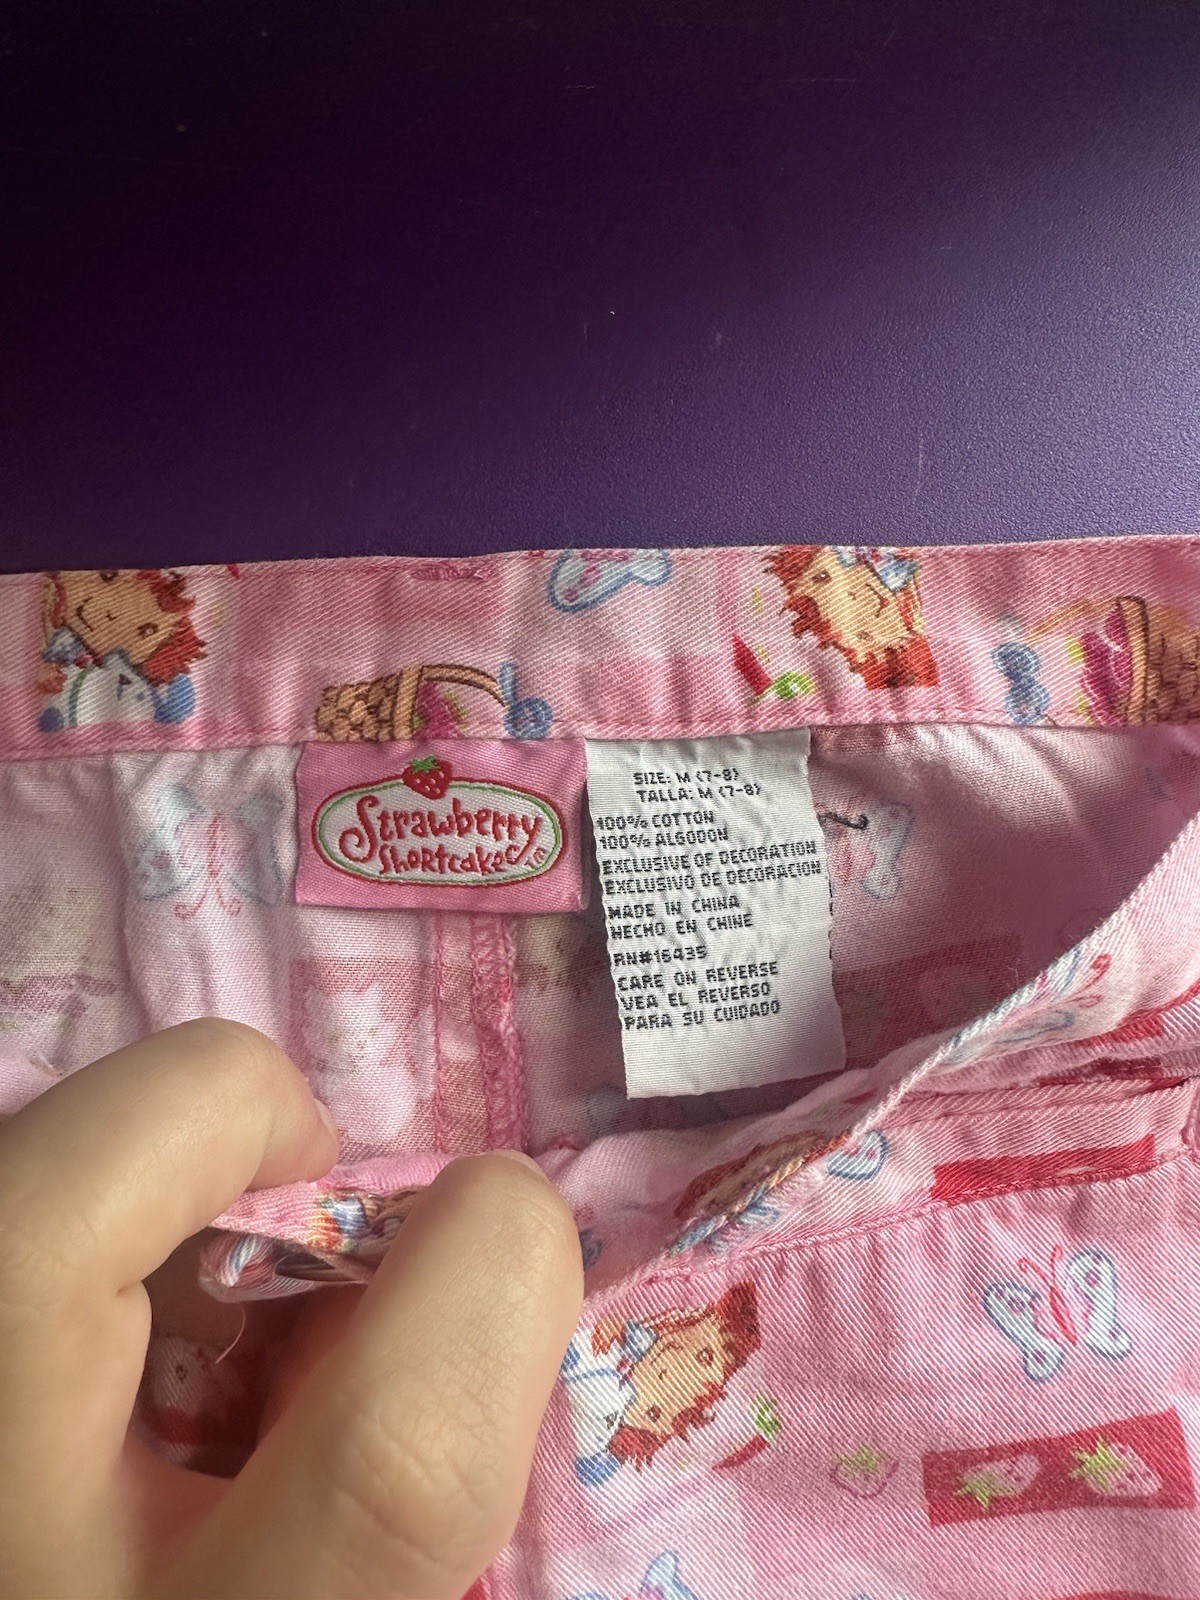 Strawberry
Shortcake
TM
SIZE: M (7-8)
TALLA: M (7-8)
100% COTTON
100% ALGODON
EXCLUSIVE OF DECORATION
EXCLUSIVO DE DECORACION
MADE IN CHINA
HECHO EN CHINE
RN#16435
CARE ON REVERSE
VEA EL REVERSO
PARA SU CUIDADO